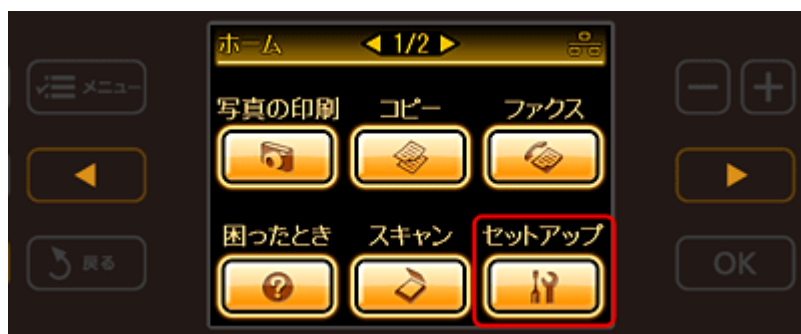 ホーム ◀ 1/2 ▶
メニュー
写真の印刷 コピー ファクス
困ったとき スキャン セットアップ
戻る
OK